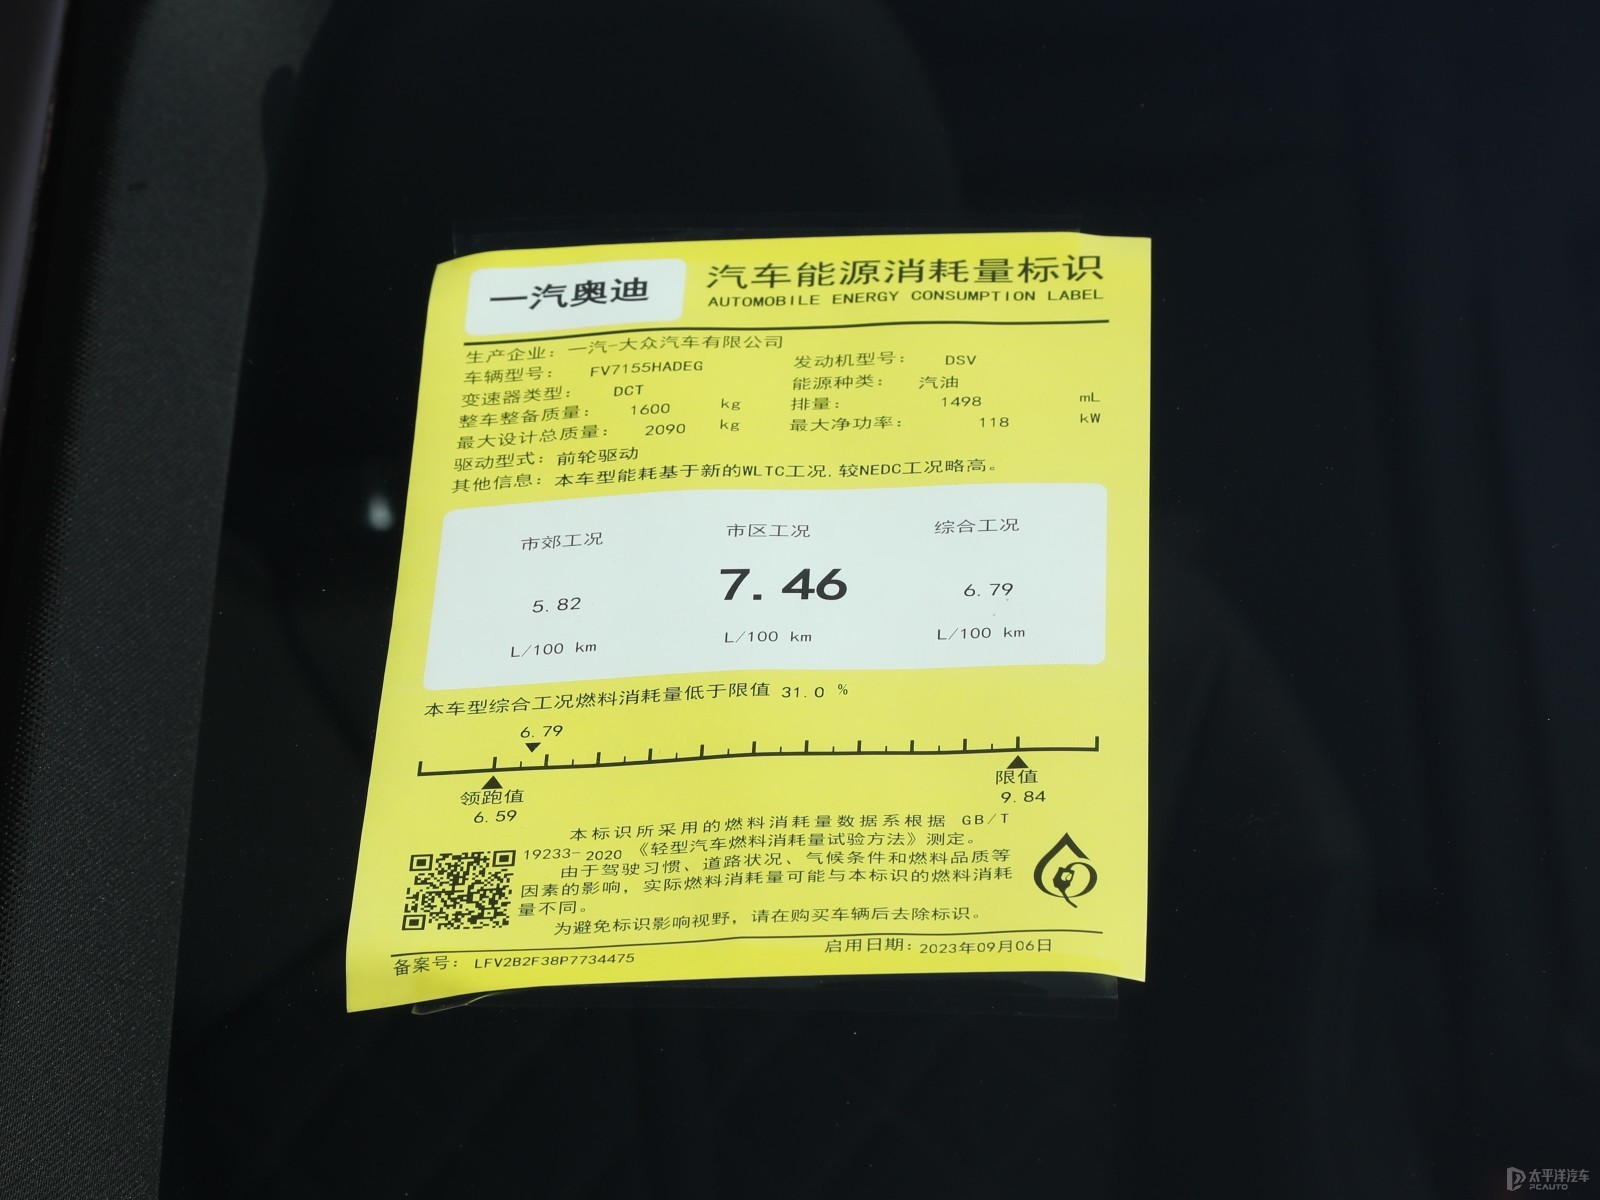 一汽奥迪
汽车能源消耗量标识
AUTOMOBILE ENERGY CONSUMPTION LABEL
生产企业：一汽-大众汽车有限公司
车辆型号： FV7155HADEG 发动机型号： DSV
变速器类型： DCT 能源种类： 汽油
整车整备质量： 1600 kg 排量： 1498 mL
最大设计总质量： 2090 kg 最大净功率： 118 kW
驱动型式：前轮驱动
其他信息：本车型能耗基于新的WLTC工况,较NEDC工况略高。
市郊工况 市区工况 综合工况
5.82 7.46 6.79
L/100 km L/100 km L/100 km
本车型综合工况燃料消耗量低于限值 31.0 %
6.79
领跑值 限值
6.59 9.84
本标识所采用的燃料消耗量数据系根据 GB/T
19233-2020《轻型汽车燃料消耗量试验方法》测定。
由于驾驶习惯、道路状况、气候条件和燃料品质等
因素的影响，实际燃料消耗量可能与本标识的燃料消耗
量不同。
为避免标识影响视野，请在购买车辆后去除标识。
备案号： LFV2B2F38P7734475 启用日期：2023年09月06日
太平洋汽车
PCAUTO